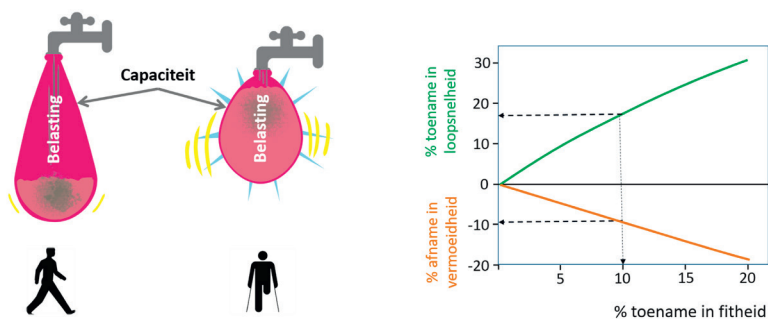 Capaciteit
Belasting
Belasting
% toename in
loopsnelheid
% afname in
vermoeidheid
30
20
10
0
-10
-20
5
10
15
20
% toename in fitheid